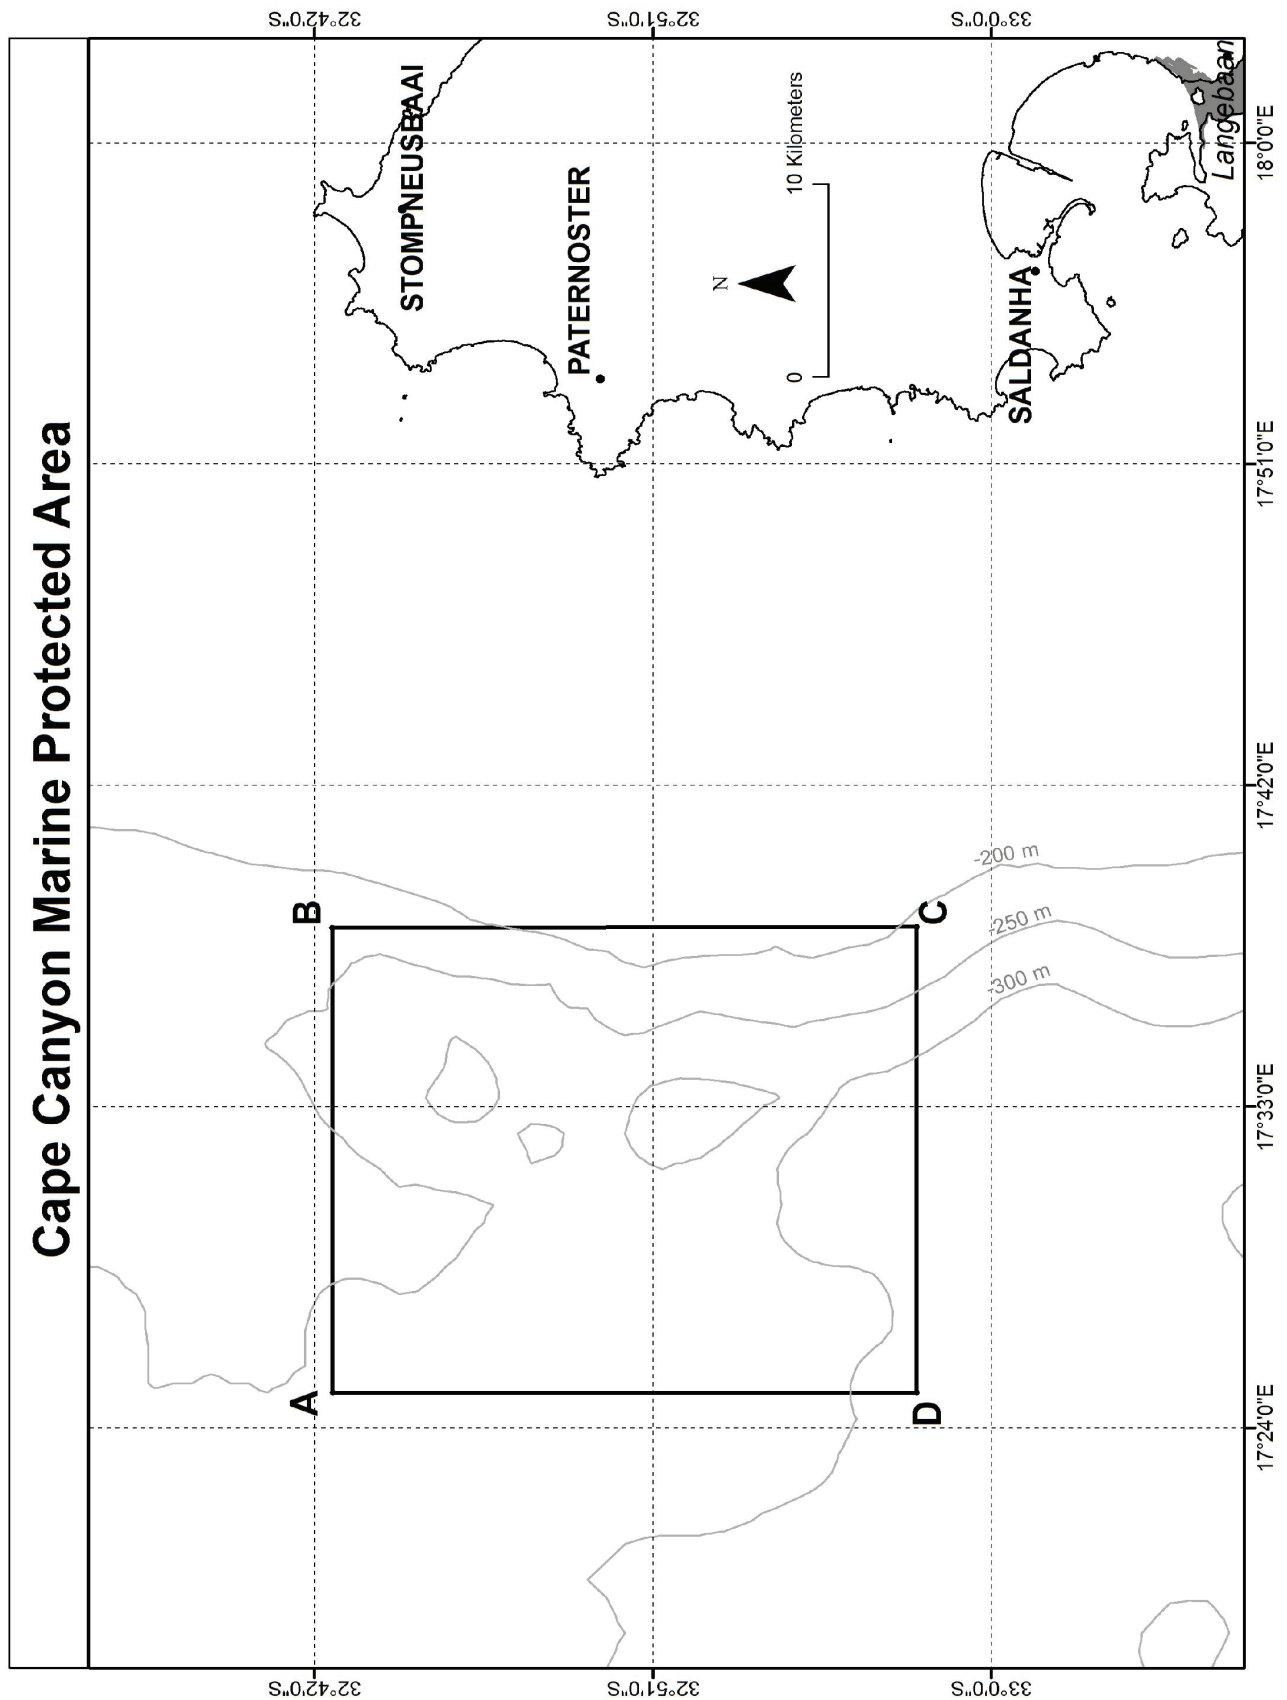 Cape Canyon Marine Protected Area
32°42'0"S
32°51'0"S
33°0'0"S
STOMPNEUSBAAI
PATERNOSTER
N
0
10 Kilometers
SALDANHA
Langebaan
A
B
C
D
-200 m
-250 m
-300 m
32°42'0"S
32°51'0"S
33°0'0"S
17°24'0"E
17°33'0"E
17°42'0"E
17°51'0"E
18°0'0"E